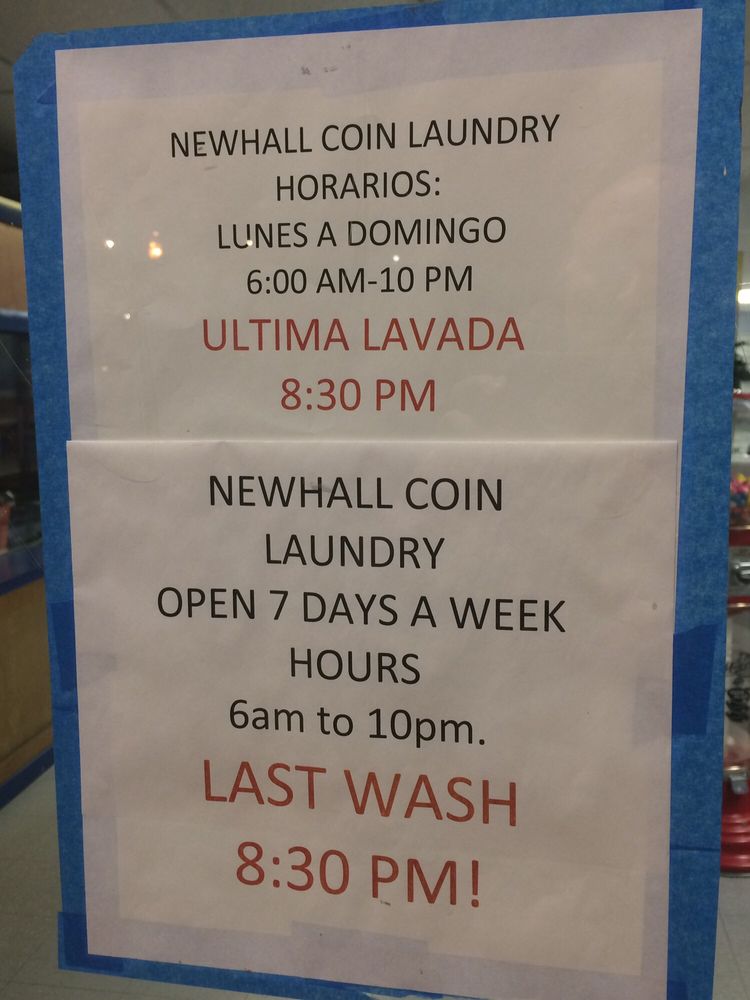 NEWHALL COIN LAUNDRY
HORARIOS:
LUNES A DOMINGO
6:00 AM-10 PM
ULTIMA LAVADA
8:30 PM
NEWHALL COIN
LAUNDRY
OPEN 7 DAYS A WEEK
HOURS
6am to 10pm.
LAST WASH
8:30 PM!